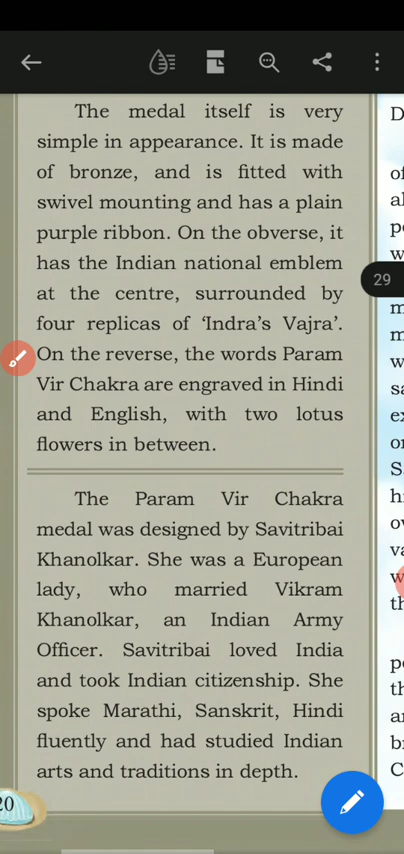 The medal itself is very
simple in appearance. It is made
of bronze, and is fitted with
swivel mounting and has a plain
purple ribbon. On the obverse, it
has the Indian national emblem
at the centre, surrounded by
four replicas of ‘Indra’s Vajra’.
On the reverse, the words Param
Vir Chakra are engraved in Hindi
and English, with two lotus
flowers in between.
The Param Vir Chakra
medal was designed by Savitribai
Khanolkar. She was a European
lady, who married Vikram
Khanolkar, an Indian Army
Officer. Savitribai loved India
and took Indian citizenship. She
spoke Marathi, Sanskrit, Hindi
fluently and had studied Indian
arts and traditions in depth.
20
29